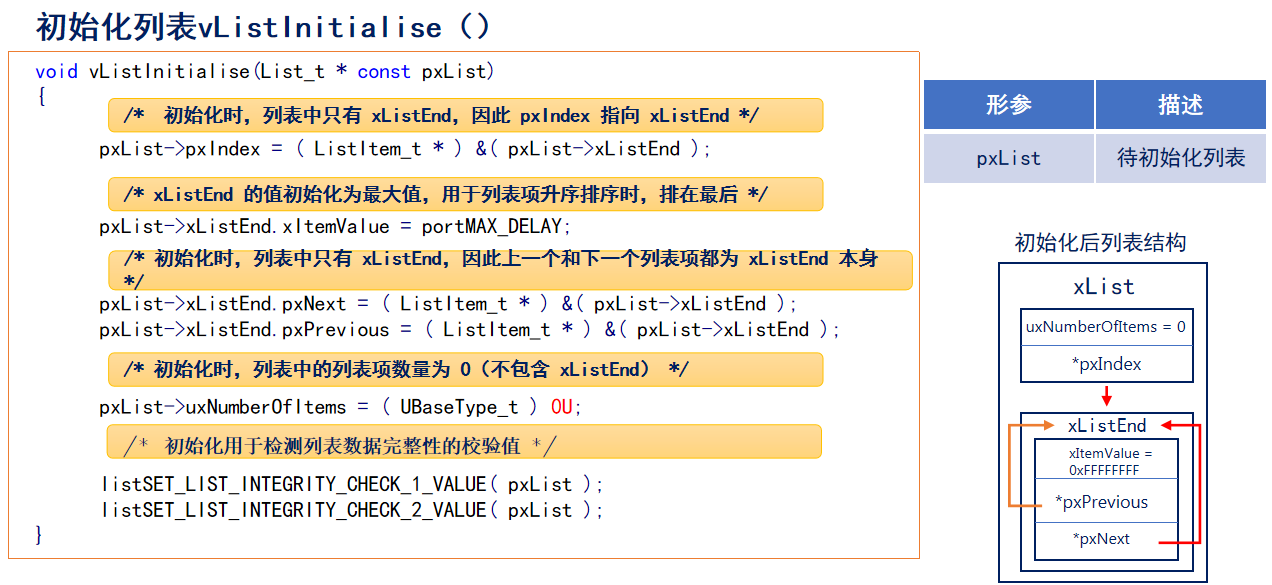 初始化列表vListInitialise（）
void vListInitialise(List_t * const pxList)
{
/* 初始化时，列表中只有 xListEnd，因此 pxIndex 指向 xListEnd */
pxList->pxIndex = ( ListItem_t * ) &( pxList->xListEnd );
/* xListEnd 的值初始化为最大值，用于列表项升序排序时，排在最后 */
pxList->xListEnd.xItemValue = portMAX_DELAY;
/* 初始化时，列表中只有 xListEnd，因此上一个和下一个列表项都为 xListEnd 本身
*/
pxList->xListEnd.pxNext = ( ListItem_t * ) &( pxList->xListEnd );
pxList->xListEnd.pxPrevious = ( ListItem_t * ) &( pxList->xListEnd );
/* 初始化时，列表中的列表项数量为 0（不包含 xListEnd） */
pxList->uxNumberOfItems = ( UBaseType_t ) 0U;
/* 初始化用于检测列表数据完整性的校验值 */
listSET_LIST_INTEGRITY_CHECK_1_VALUE( pxList );
listSET_LIST_INTEGRITY_CHECK_2_VALUE( pxList );
}
形参 描述
pxList 待初始化列表
初始化后列表结构
xList
uxNumberOfItems = 0
*pxIndex
xListEnd
xItemValue =
0xFFFFFFFF
*pxPrevious
*pxNext